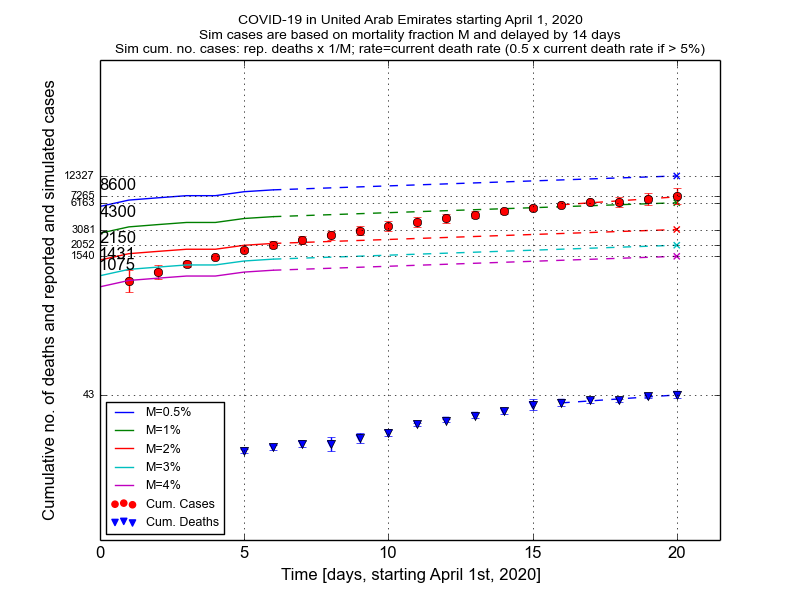 COVID-19 in United Arab Emirates starting April 1, 2020
Sim cases are based on mortality fraction M and delayed by 14 days
Sim cum. no. cases: rep. deaths x 1/M; rate=current death rate (0.5 x current death rate if > 5%)
Cumulative no. of deaths and reported and simulated cases
12327
8600
7265
6163
4300
3081
2150
2052
1431
1540
1075
43
M=0.5%
M=1%
M=2%
M=3%
M=4%
Cum. Cases
Cum. Deaths
0 5 10 15 20
Time [days, starting April 1st, 2020]